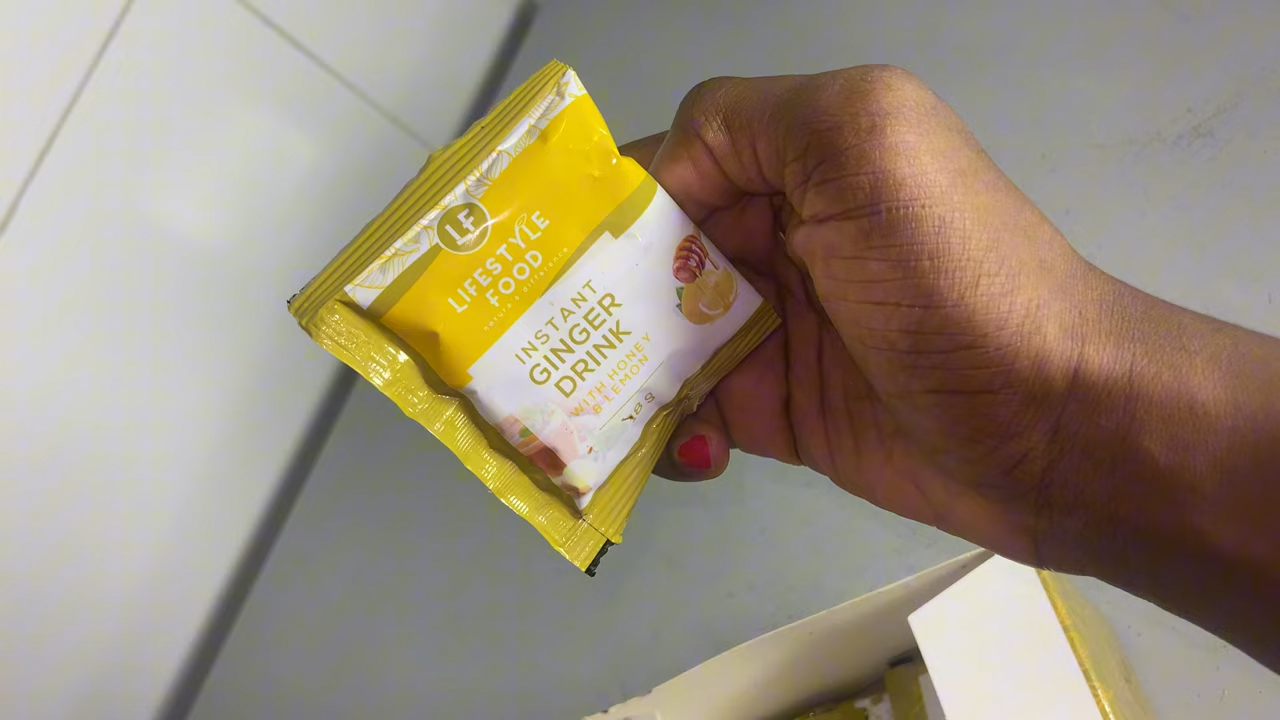 LF
LIFESTYLE
FOOD
INSTANT
GINGER
DRINK
WITH HONEY
& LEMON